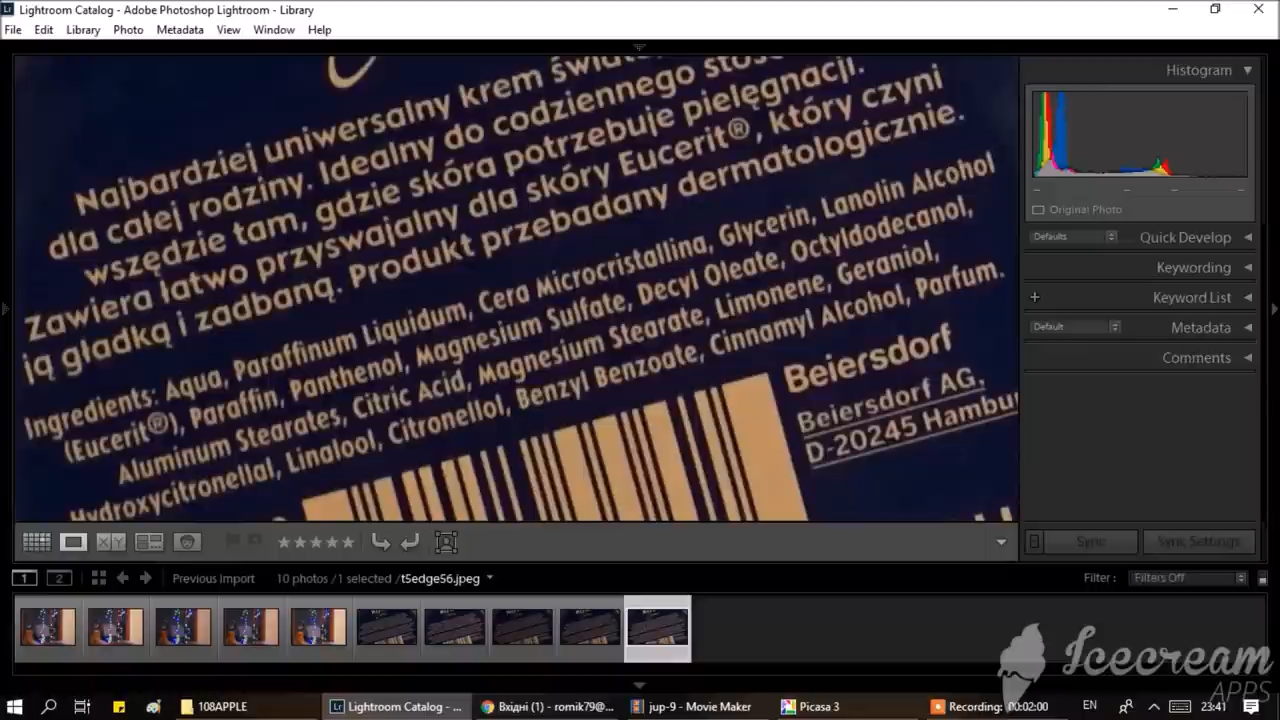 Lightroom Catalog - Adobe Photoshop Lightroom - Library
File Edit Library Photo Metadata View Window Help
Najbardziej uniwersalny krem
dla całej rodziny. Idealny do codziennego
wszędzie tam, gdzie skóra potrzebuje pielęgnacji.
Zawiera łatwo przyswajalny dla skóry Eucerit®, który czyni
ją gładką i zadbaną. Produkt przebadany dermatologicznie.
Ingredients: Aqua, Paraffinum Liquidum, Cera Microcristallina, Glycerin, Lanolin Alcohol
(Eucerit®), Paraffin, Panthenol, Magnesium Sulfate, Decyl Oleate, Octyldodecanol,
Aluminum Stearates, Citric Acid, Magnesium Stearate, Limonene, Geraniol,
Hydroxycitronellal, Linalool, Citronellol, Benzyl Benzoate, Cinnamyl Alcohol, Parfum.
Beiersdorf
Beiersdorf AG,
D-20245 Hambu
Histogram
Original Photo
Defaults Quick Develop
Keywording
+ Keyword List
Default Metadata
Comments
X Y
Sync Sync Settings
1 2 Previous Import 10 photos / 1 selected / t5edge56.jpeg Filter : Filters Off
Icecream
APPS
108APPLE Lr Lightroom Catalog - ... Вхідні (1) - romik79@... jup-9 - Movie Maker Picasa 3 Recording: 00:02:00 EN 23:41